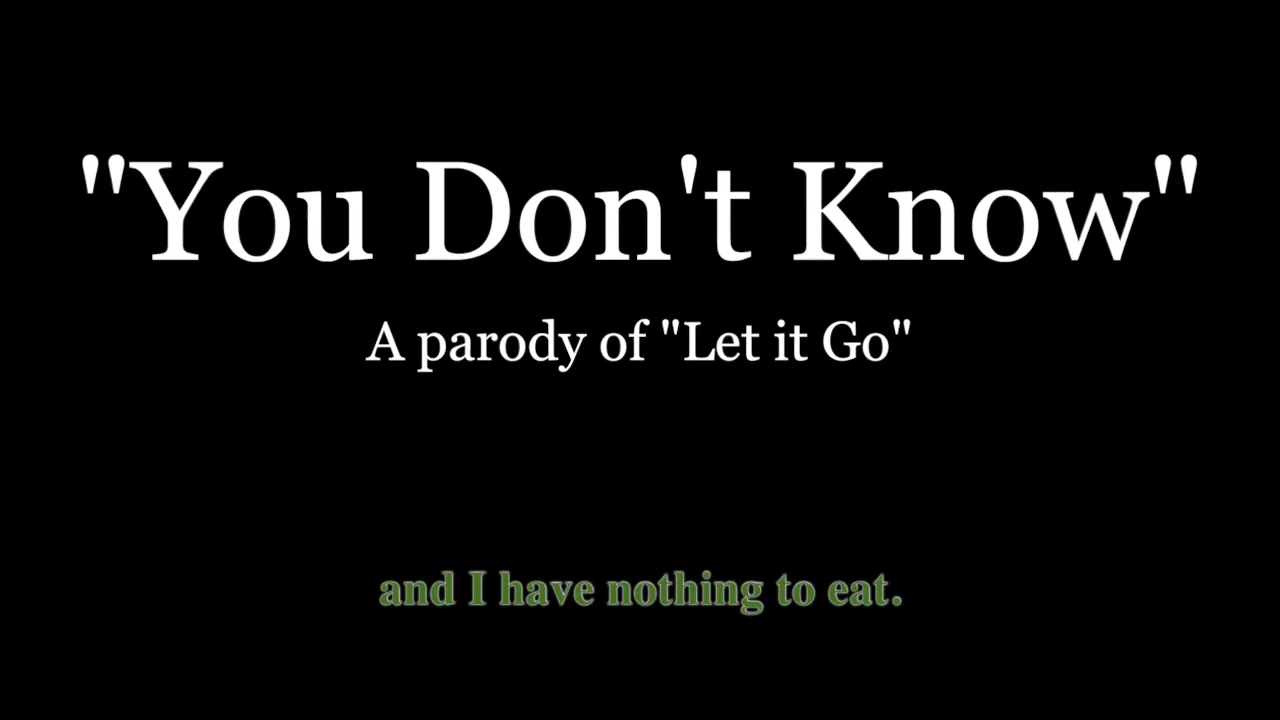 "You Don't Know"
A parody of "Let it Go"
and I have nothing to eat.